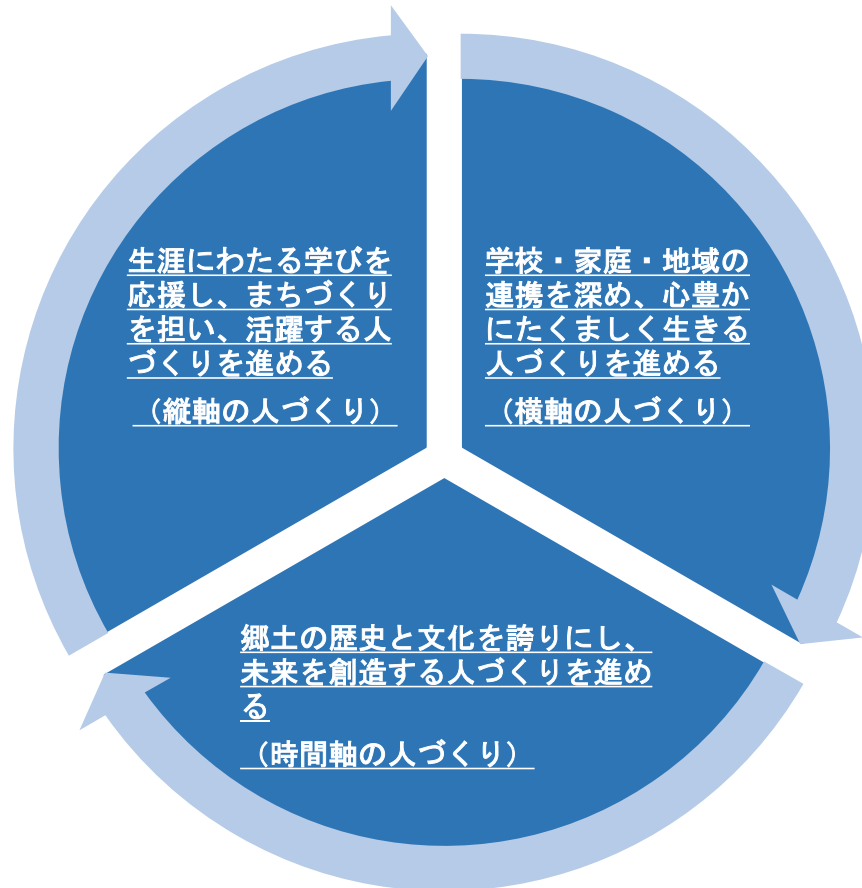 生涯にわたる学びを
応援し、まちづくり
を担い、活躍する人
づくりを進める
（縦軸の人づくり）
学校・家庭・地域の
連携を深め、心豊か
にたくましく生きる
人づくりを進める
（横軸の人づくり）
郷土の歴史と文化を誇りにし、
未来を創造する人づくりを進め
る
（時間軸の人づくり）